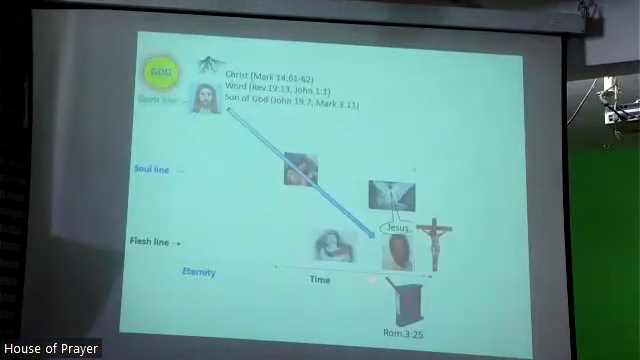 GOD
Christ (Mark 14:61-62)
Word (Rev.19:13, John 1:1)
Son of God (John 19:7, Mark 3:11)
Spirit line
Soul line
Jesus
Flesh line
Eternity
Time
Rom.3:25
House of Prayer